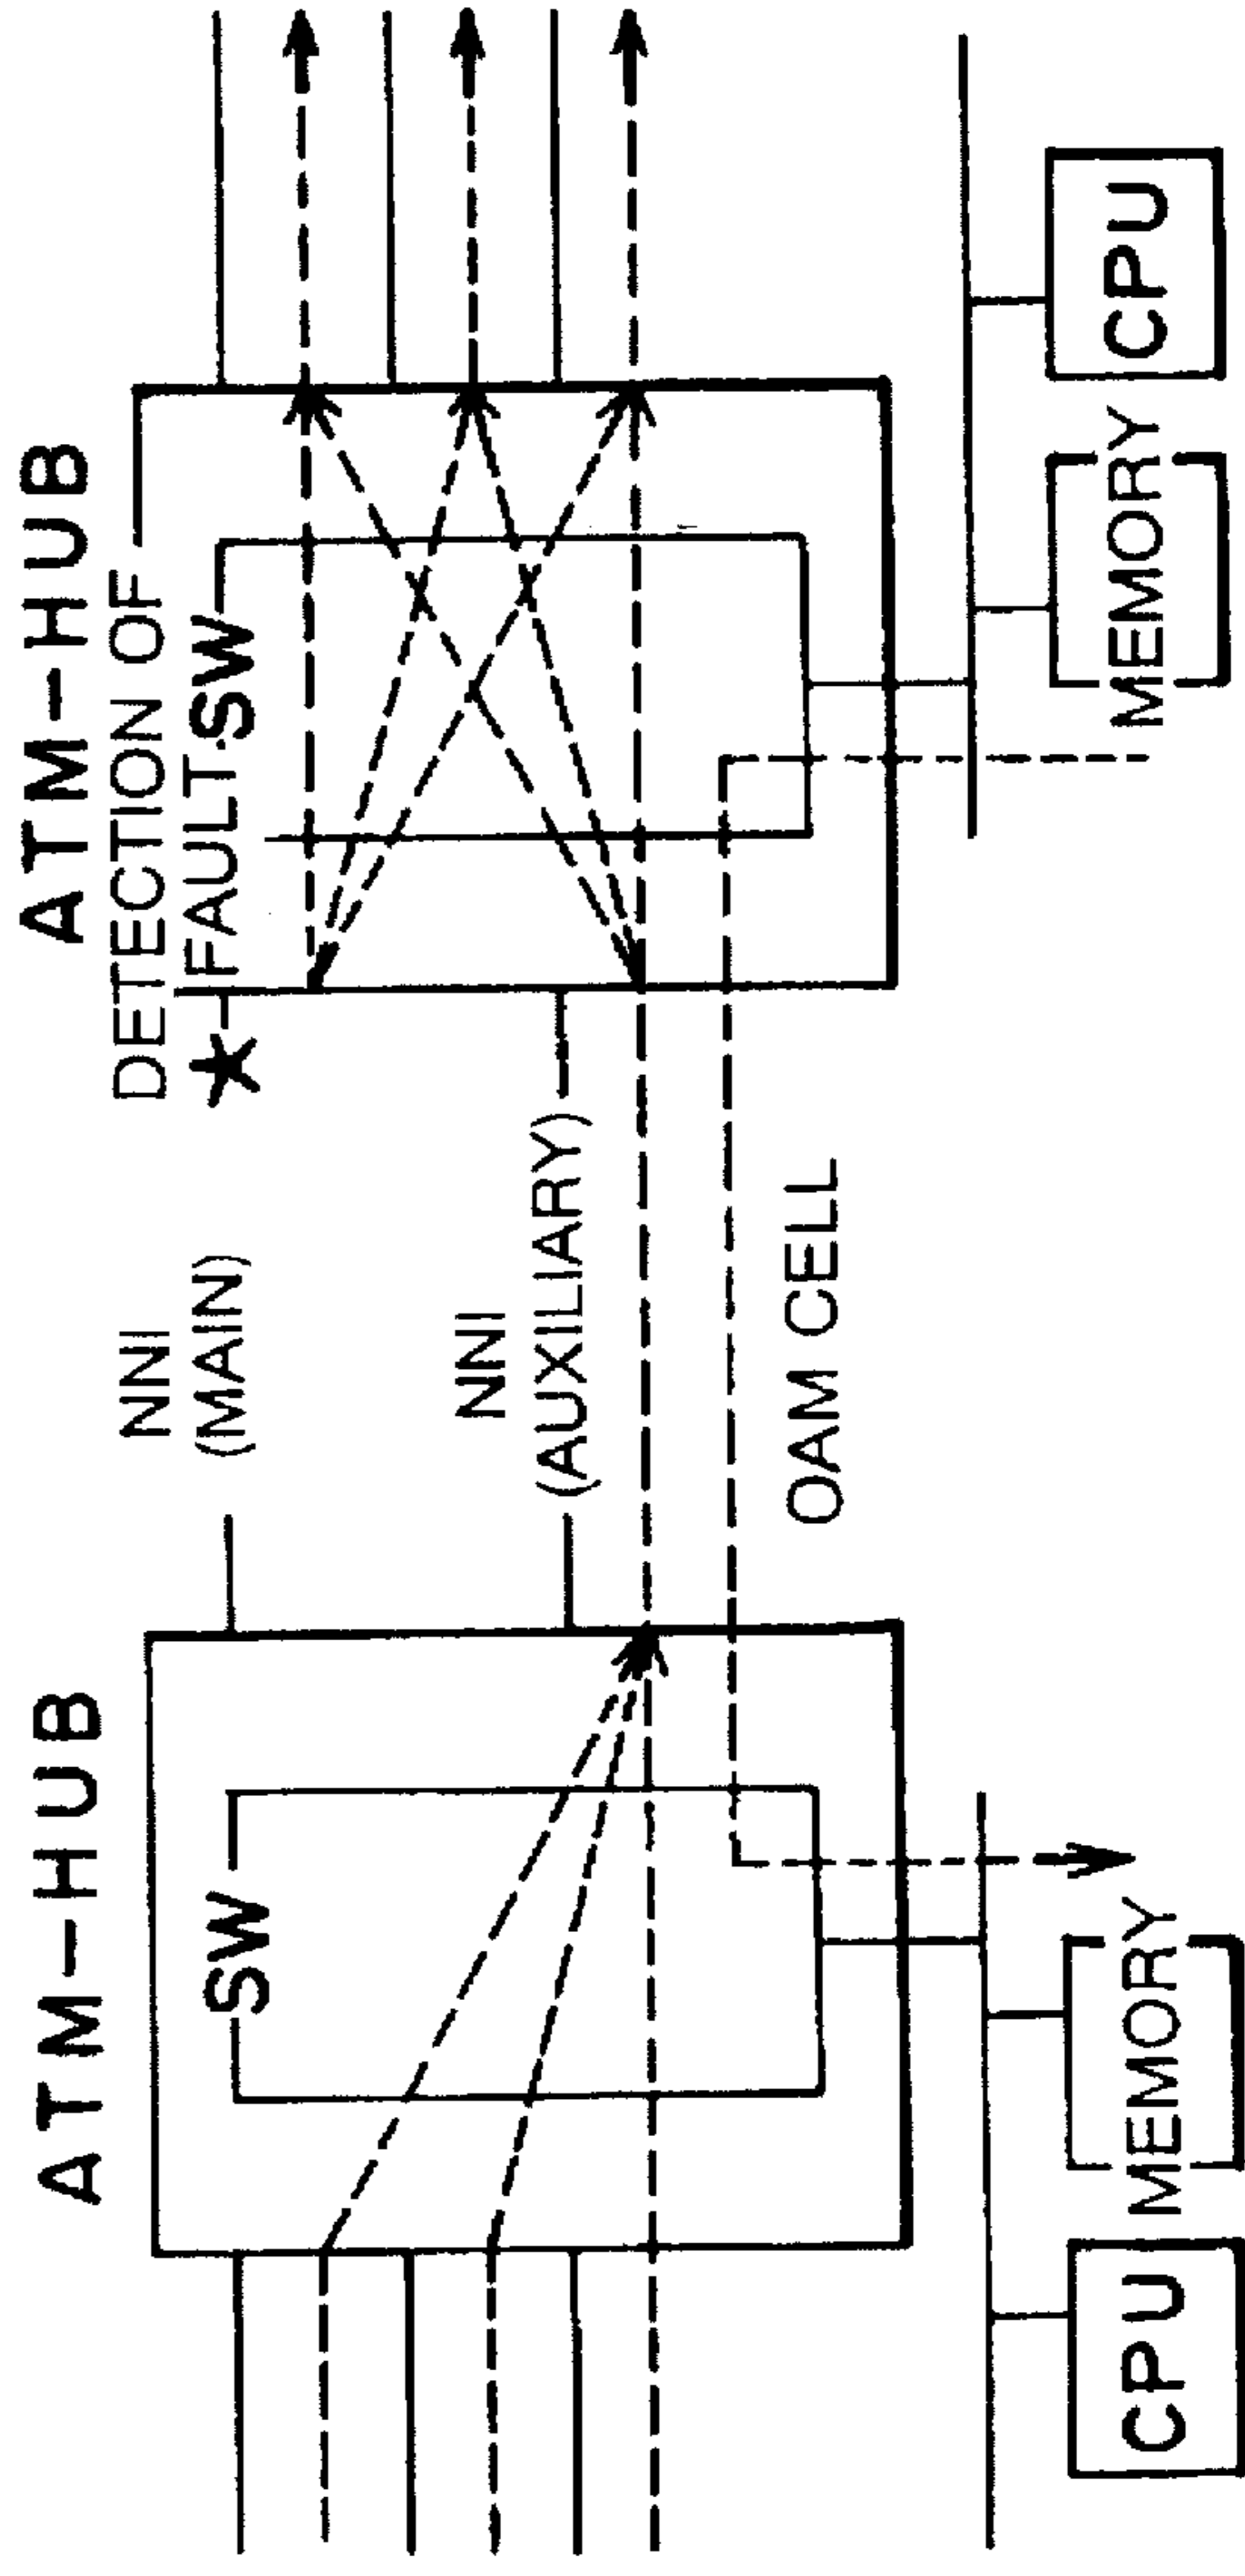 ATM-HUB
SW
CPU
MEMORY
NNI
(MAIN)
NNI
(AUXILIARY)
OAM CELL
ATM-HUB
DETECTION OF
FAULT
SW
MEMORY
CPU